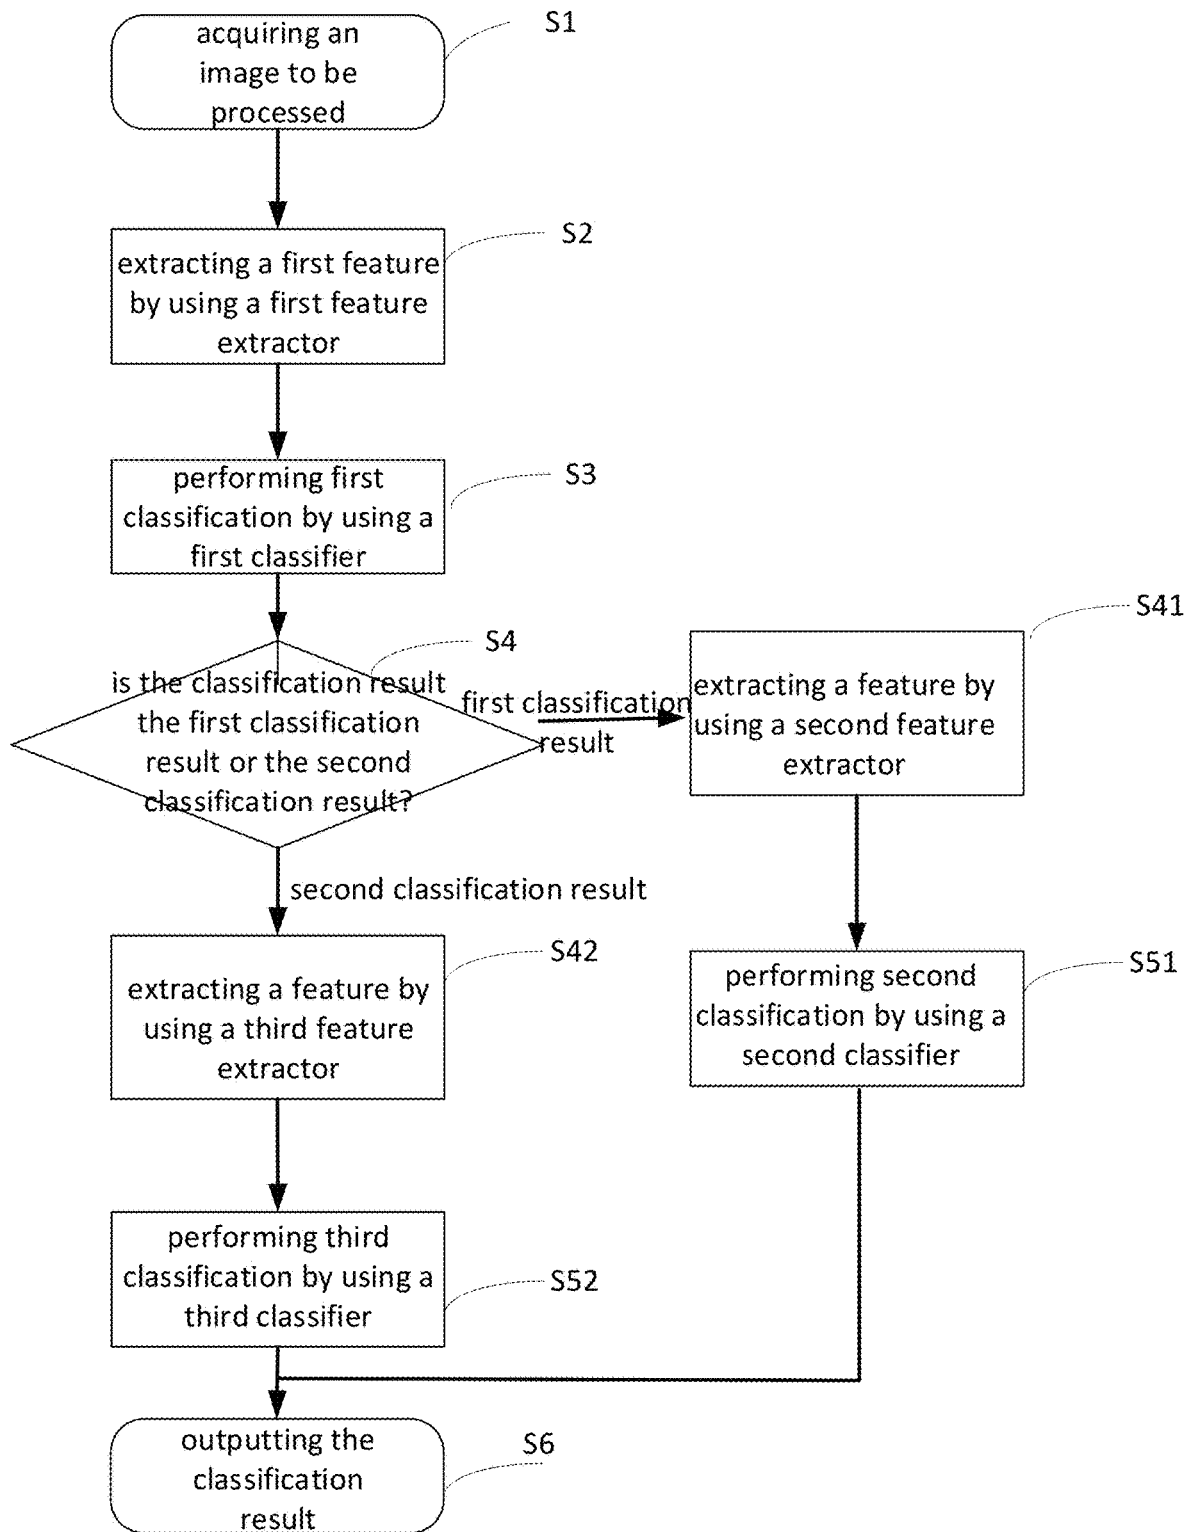 acquiring an
image to be
processed
S1
extracting a first feature
by using a first feature
extractor
S2
performing first
classification by using a
first classifier
S3
is the classification result
the first classification
result or the second
classification result?
S4
first classification
result
extracting a feature by
using a second feature
extractor
S41
second classification result
extracting a feature by
using a third feature
extractor
S42
performing second
classification by using a
second classifier
S51
performing third
classification by using a
third classifier
S52
outputting the
classification
result
S6